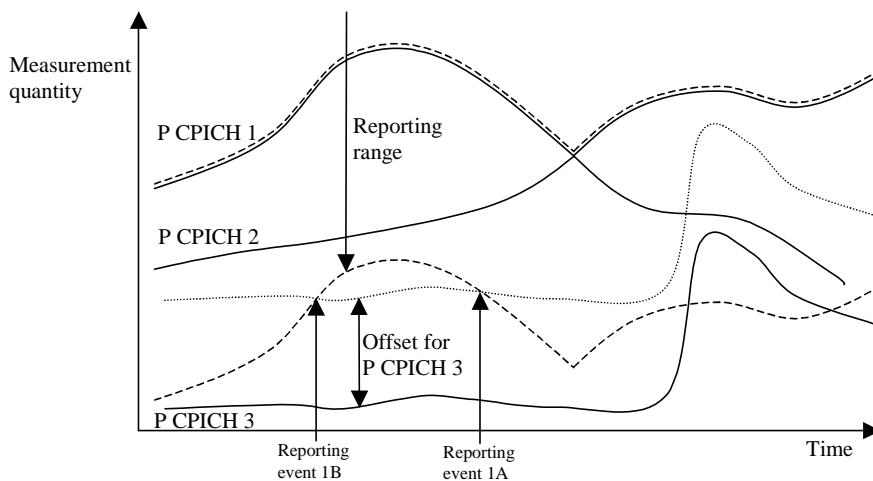 Measurement
quantity
P CPICH 1
Reporting
range
P CPICH 2
Offset for
P CPICH 3
P CPICH 3
Reporting
event 1B
Reporting
event 1A
Time